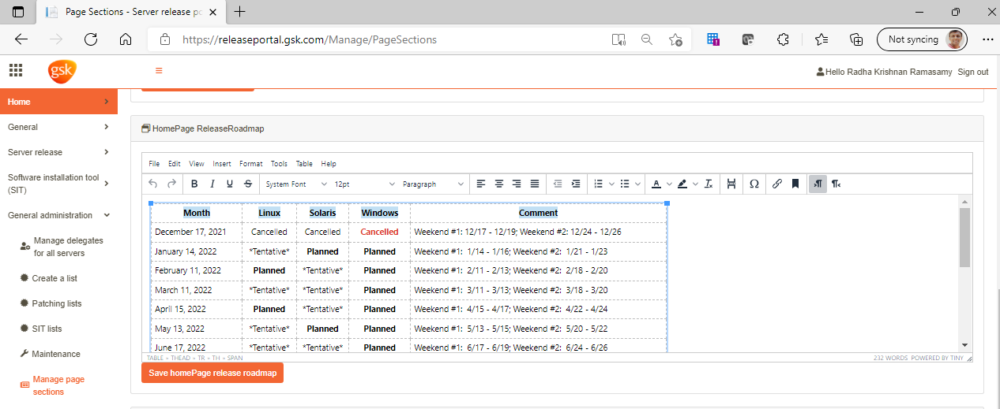 Page Sections - Server release po
https://releaseportal.gsk.com/Manage/PageSections
Not syncing
gsk
Hello Radha Krishnan Ramasamy Sign out
Home
General
Server release
Software installation tool
(SIT)
General administration
Manage delegates
for all servers
Create a list
Patching lists
SIT lists
Maintenance
Manage page
sections
HomePage ReleaseRoadmap
File Edit View Insert Format Tools Table Help
B I U S System Font 12pt Paragraph
Month Linux Solaris Windows Comment
December 17, 2021 Cancelled Cancelled Cancelled Weekend #1: 12/17 - 12/19; Weekend #2: 12/24 - 12/26
January 14, 2022 *Tentative* Planned Planned Weekend #1: 1/14 - 1/16; Weekend #2: 1/21 - 1/23
February 11, 2022 Planned *Tentative* Planned Weekend #1: 2/11 - 2/13; Weekend #2: 2/18 - 2/20
March 11, 2022 *Tentative* *Tentative* Planned Weekend #1: 3/11 - 3/13; Weekend #2: 3/18 - 3/20
April 15, 2022 Planned *Tentative* Planned Weekend #1: 4/15 - 4/17; Weekend #2: 4/22 - 4/24
May 13, 2022 *Tentative* Planned Planned Weekend #1: 5/13 - 5/15; Weekend #2: 5/20 - 5/22
June 17, 2022 *Tentative* *Tentative* Planned Weekend #1: 6/17 - 6/19; Weekend #2: 6/24 - 6/26
TABLE » THEAD » TR » TH » SPAN 232 WORDS POWERED BY TINY
Save homePage release roadmap